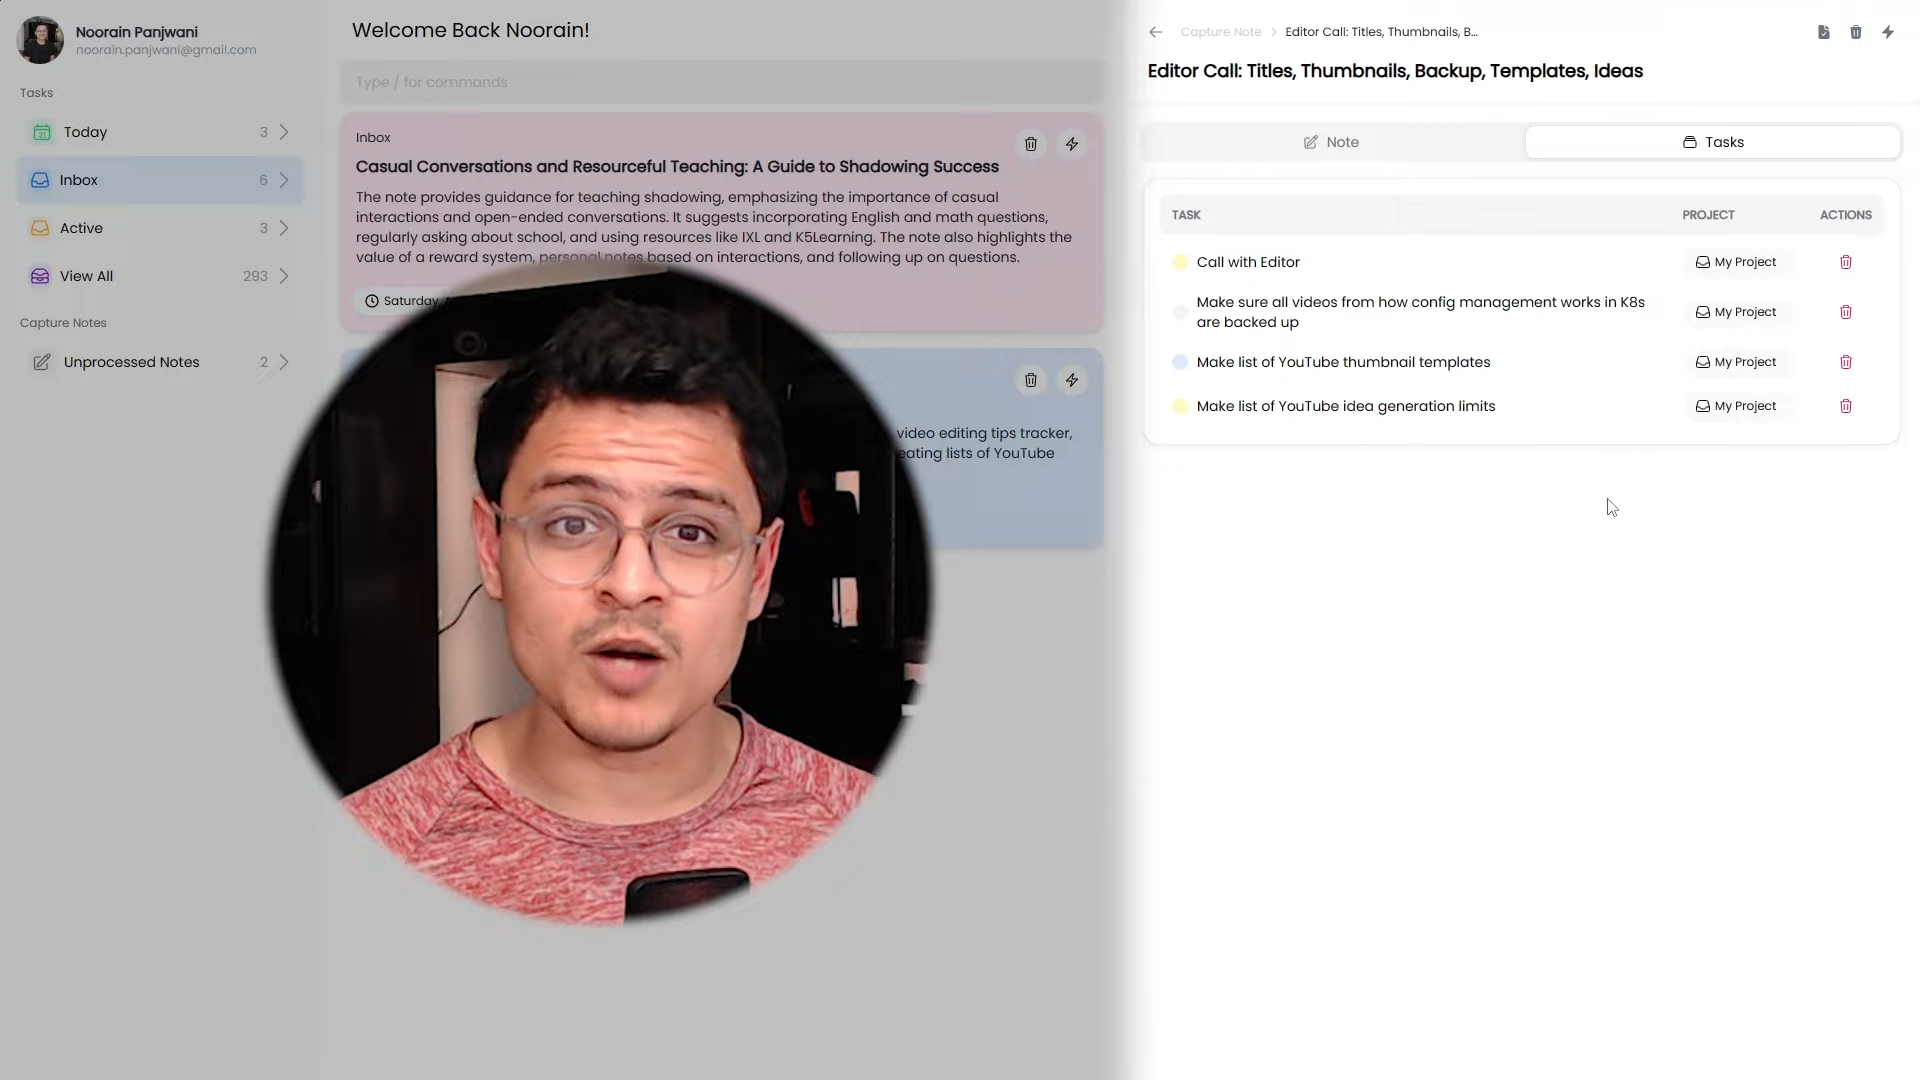 Noorain Panjwani
noorain.panjwani@gmail.com
Tasks
Today 3
Inbox 6
Active 3
View All 293
Capture Notes
Unprocessed Notes 2
Welcome Back Noorain!
Type / for commands
Inbox
Casual Conversations and Resourceful Teaching: A Guide to Shadowing Success
The note provides guidance for teaching shadowing, emphasizing the importance of casual
interactions and open-ended conversations. It suggests incorporating English and math questions,
regularly asking about school, and using resources like IXL and K5Learning. The note also highlights the
value of a reward system, personal notes based on interactions, and following up on questions.
Saturday
video editing tips tracker,
eating lists of YouTube
Capture Note > Editor Call: Titles, Thumbnails, B...
Editor Call: Titles, Thumbnails, Backup, Templates, Ideas
Note
Tasks
TASK PROJECT ACTIONS
Call with Editor My Project
Make sure all videos from how config management works in K8s
are backed up
My Project
Make list of YouTube thumbnail templates My Project
Make list of YouTube idea generation limits My Project